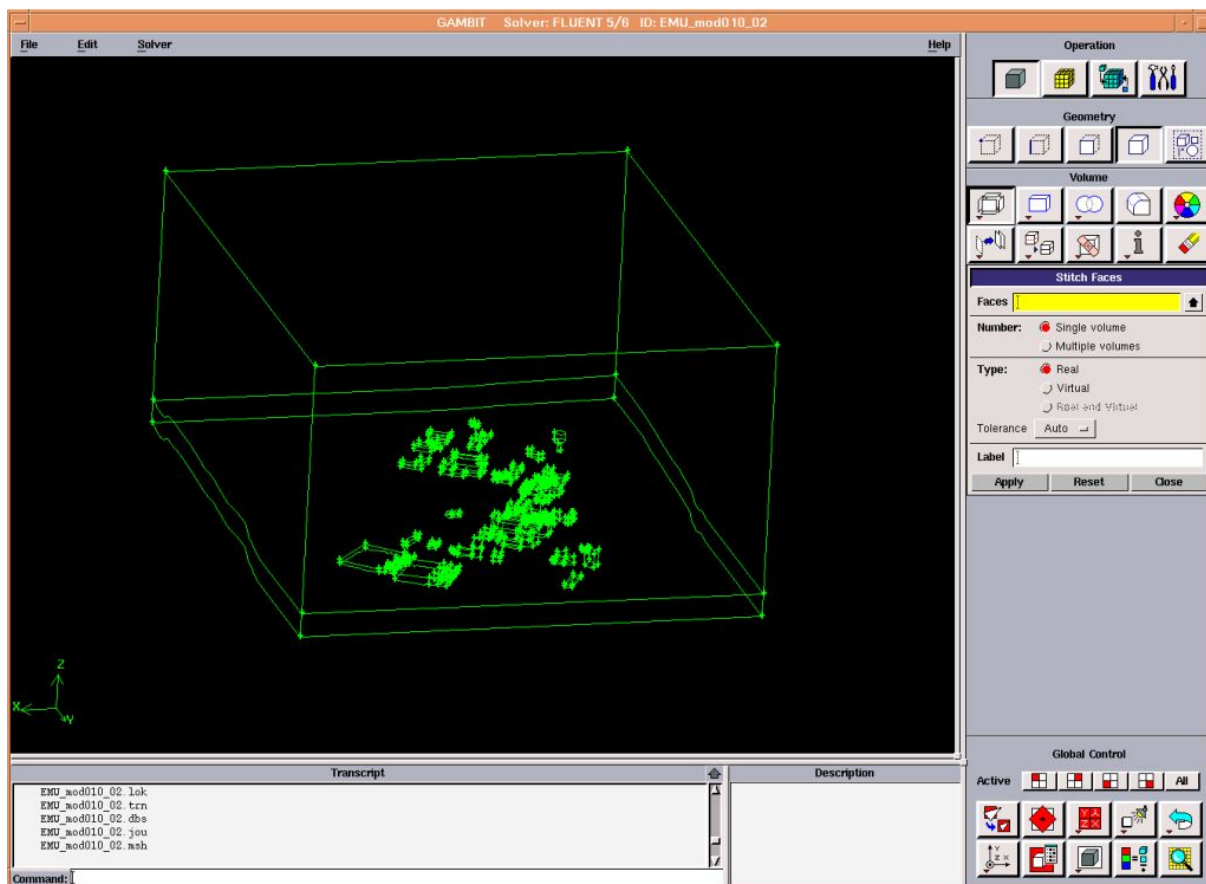 GAMBIT Solver: FLUENT 5/6 ID: EMU_mod010_02
File Edit Solver Help
Operation
Geometry
Volume
Stitch Faces
Faces
Number: Single volume
Multiple volumes
Type: Real
Virtual
Real and Virtual
Tolerance Auto
Label
Apply Reset Close
Z
X
Y
Transcript Description
EMU_mod010_02.lok
EMU_mod010_02.trn
EMU_mod010_02.dbs
EMU_mod010_02.jou
EMU_mod010_02.msh
Command:
Global Control
Active All